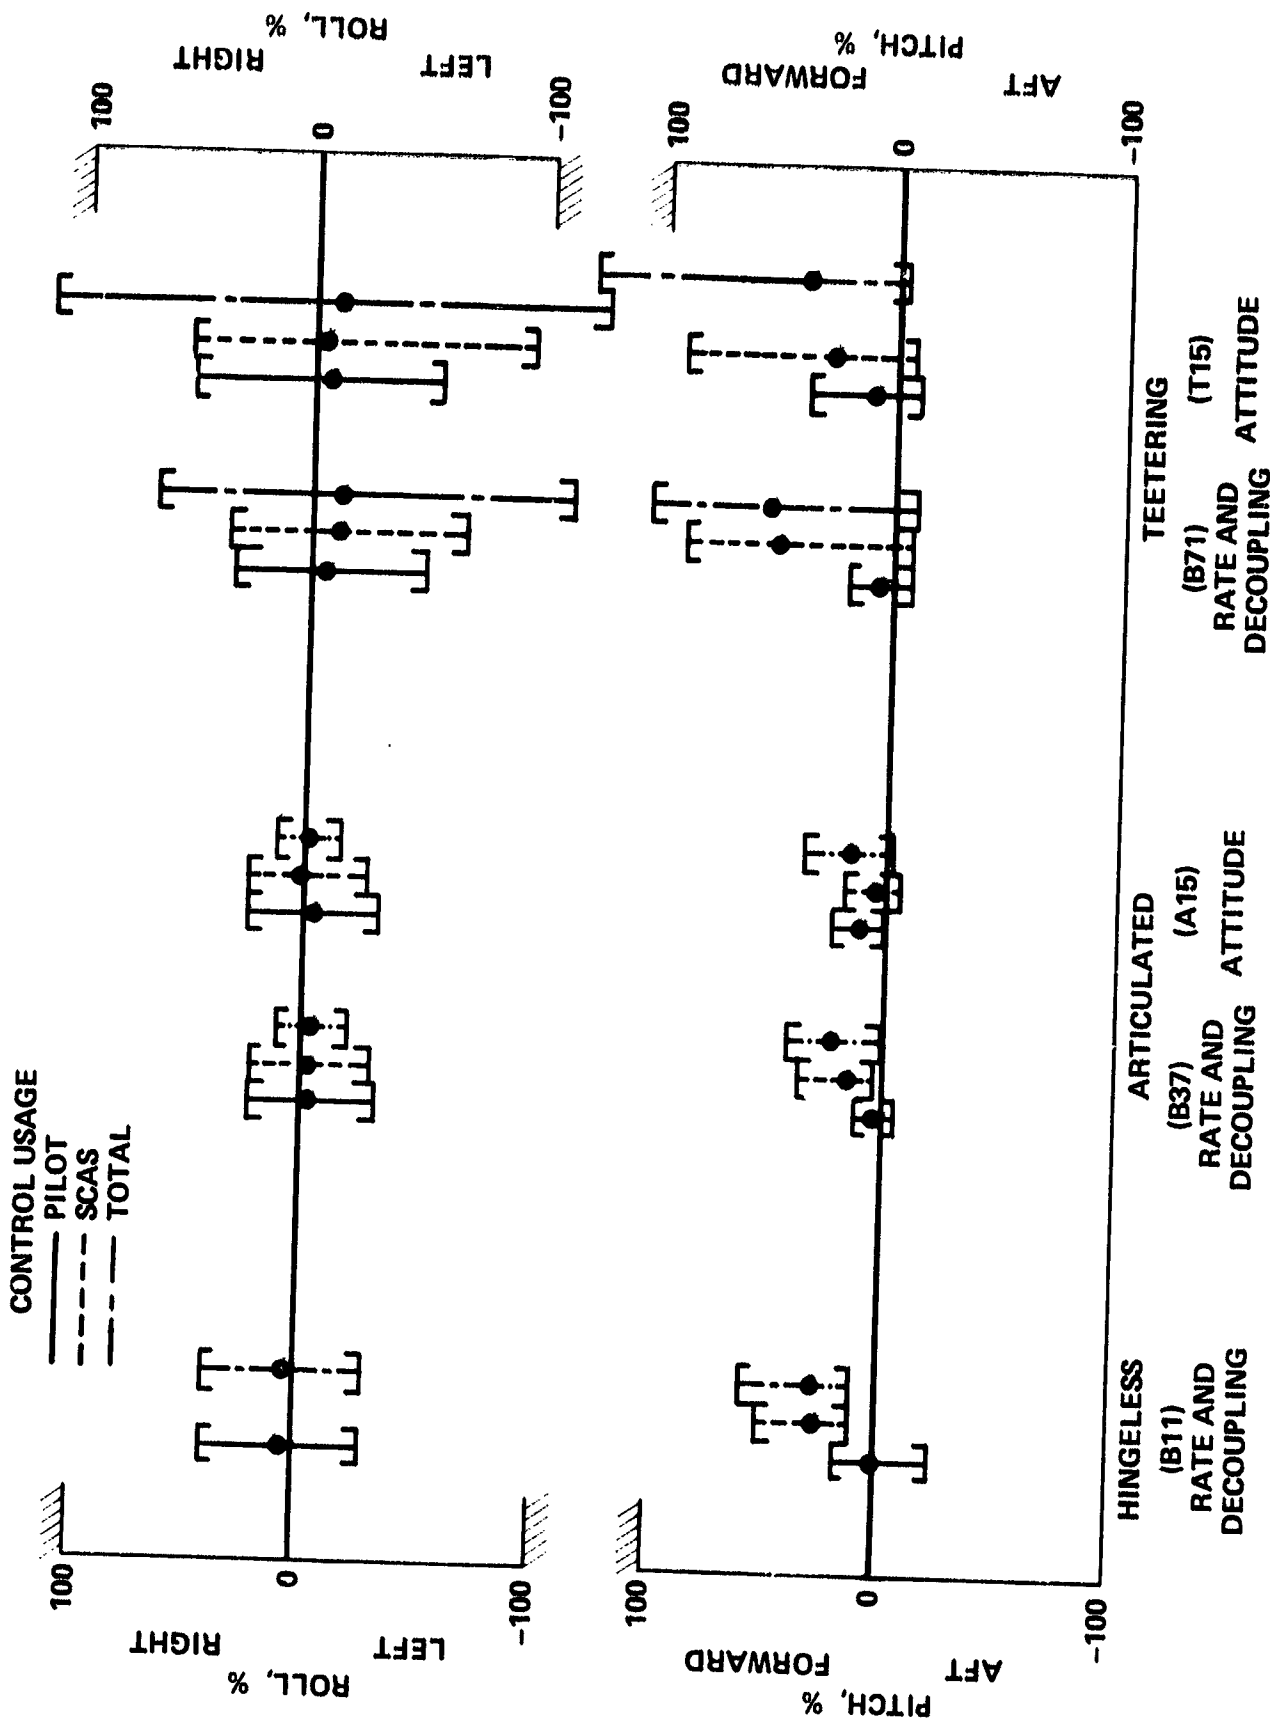 CONTROL USAGE
PILOT
SCAS
TOTAL
100
0
-100
RIGHT
LEFT
ROLL, %
100
0
-100
RIGHT
LEFT
ROLL, %
100
0
-100
FORWARD
AFT
PITCH, %
100
0
-100
FORWARD
AFT
PITCH, %
HINGELESS
(B11)
RATE AND
DECOUPLING
ARTICULATED
(B37)
RATE AND
DECOUPLING
(A15)
ATTITUDE
TEETERING
(B71)
RATE AND
DECOUPLING
(T15)
ATTITUDE